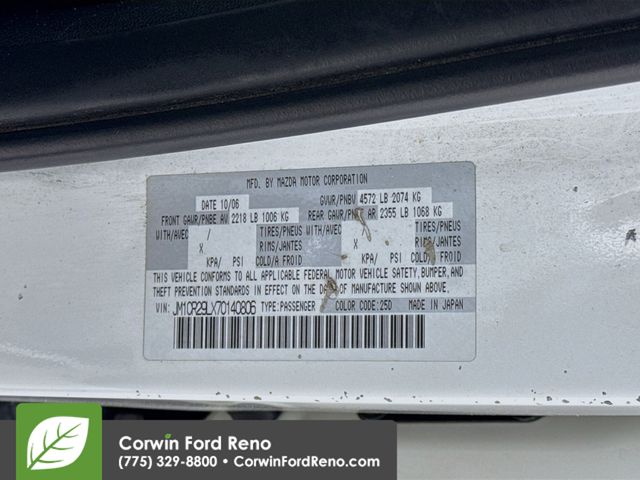 MFD. BY MAZDA MOTOR CORPORATION
DATE 10/06 GVWR/PNBV 4572 LB 2074 KG
FRONT GAWR/PNBE AV 2218 LB 1006 KG REAR GAWR/PNBE AR 2355 LB 1068 KG
WITH/AVEC / TIRES/PNEUS WITH/AVEC TIRES/PNEUS
X RIMS/JANTES X RIMS/JANTES
KPA/ PSI COLD/A FROID KPA/ PSI COLD/A FROID
THIS VEHICLE CONFORMS TO ALL APPLICABLE FEDERAL MOTOR VEHICLE SAFETY, BUMPER, AND
THEFT PREVENTION STANDARDS IN EFFECT ON THE DATE OF MANUFACTURE SHOWN ABOVE.
VIN: JM1CR29LX70140806 TYPE:PASSENGER COLOR CODE:25D MADE IN JAPAN
Corwin Ford Reno
(775) 329-8800 • CorwinFordReno.com